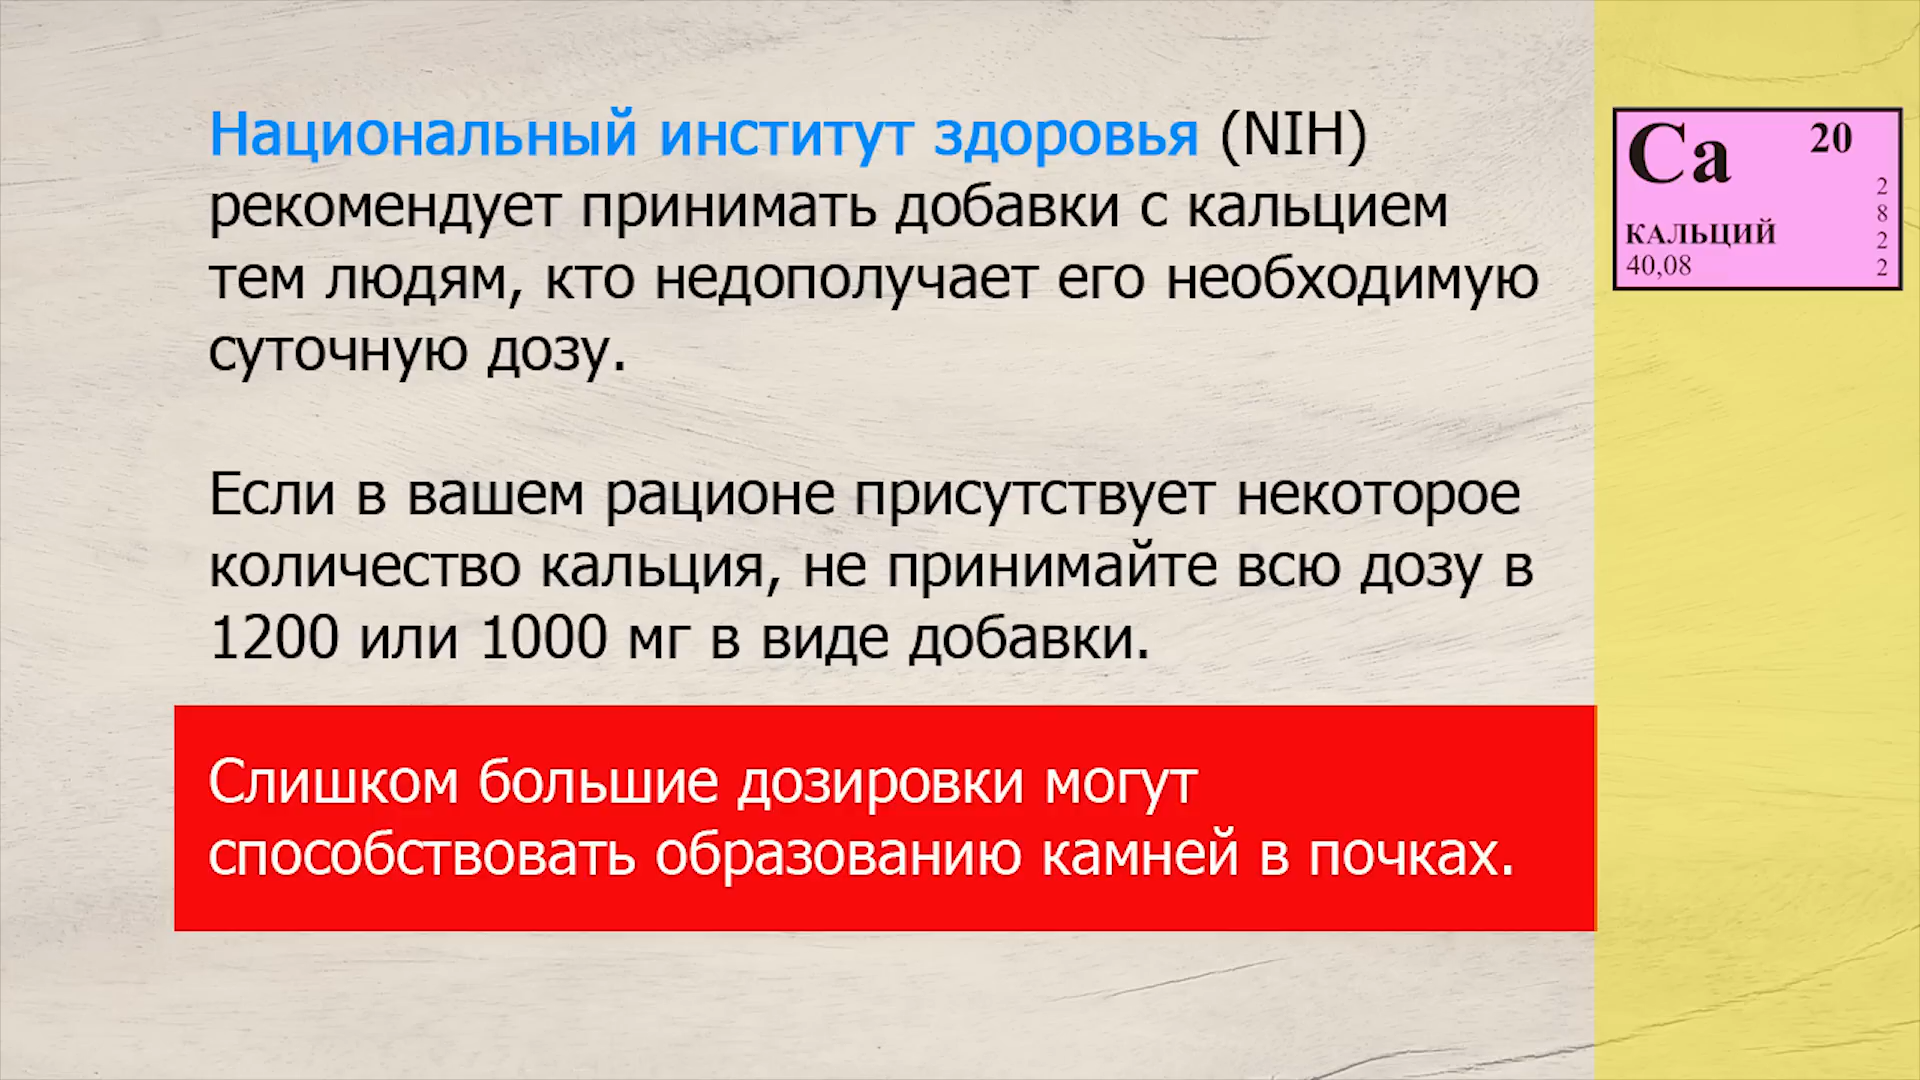 Национальный институт здоровья (NIH)
рекомендует принимать добавки с кальцием
тем людям, кто недополучает его необходимую
суточную дозу.
Если в вашем рационе присутствует некоторое
количество кальция, не принимайте всю дозу в
1200 или 1000 мг в виде добавки.
Слишком большие дозировки могут
способствовать образованию камней в почках.
Ca 20
КАЛЬЦИЙ
40,08
2
8
2
2